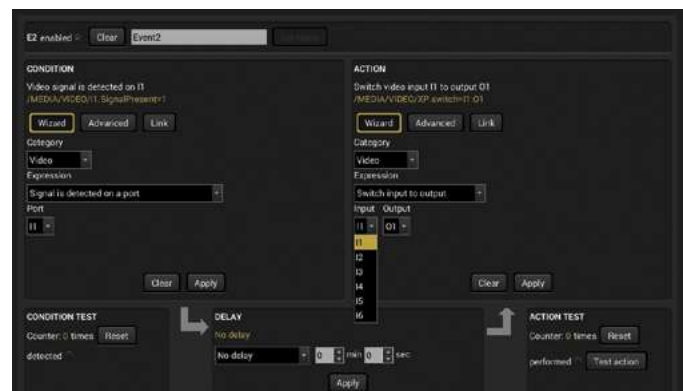 E2 enabled Clear Event2
CONDITION
Video signal is detected on I1
/MEDIA/VIDEO/I1.SignalPresent=1
Wizard Advanced Link
Category
Video
Expression
Signal is detected on a port
Port
I1
Clear Apply
ACTION
Switch video input I1 to output O1
/MEDIA/VIDEO/XP.switch=I1:O1
Wizard Advanced Link
Category
Video
Expression
Switch input to output
Input Output
I1 O1
I1
I2
I3
I4
I5
I6
Clear Apply
CONDITION TEST
Counter: 0 times Reset
detected
DELAY
No delay
No delay 0 min 0 sec
Apply
ACTION TEST
Counter: 0 times Reset
performed Test action